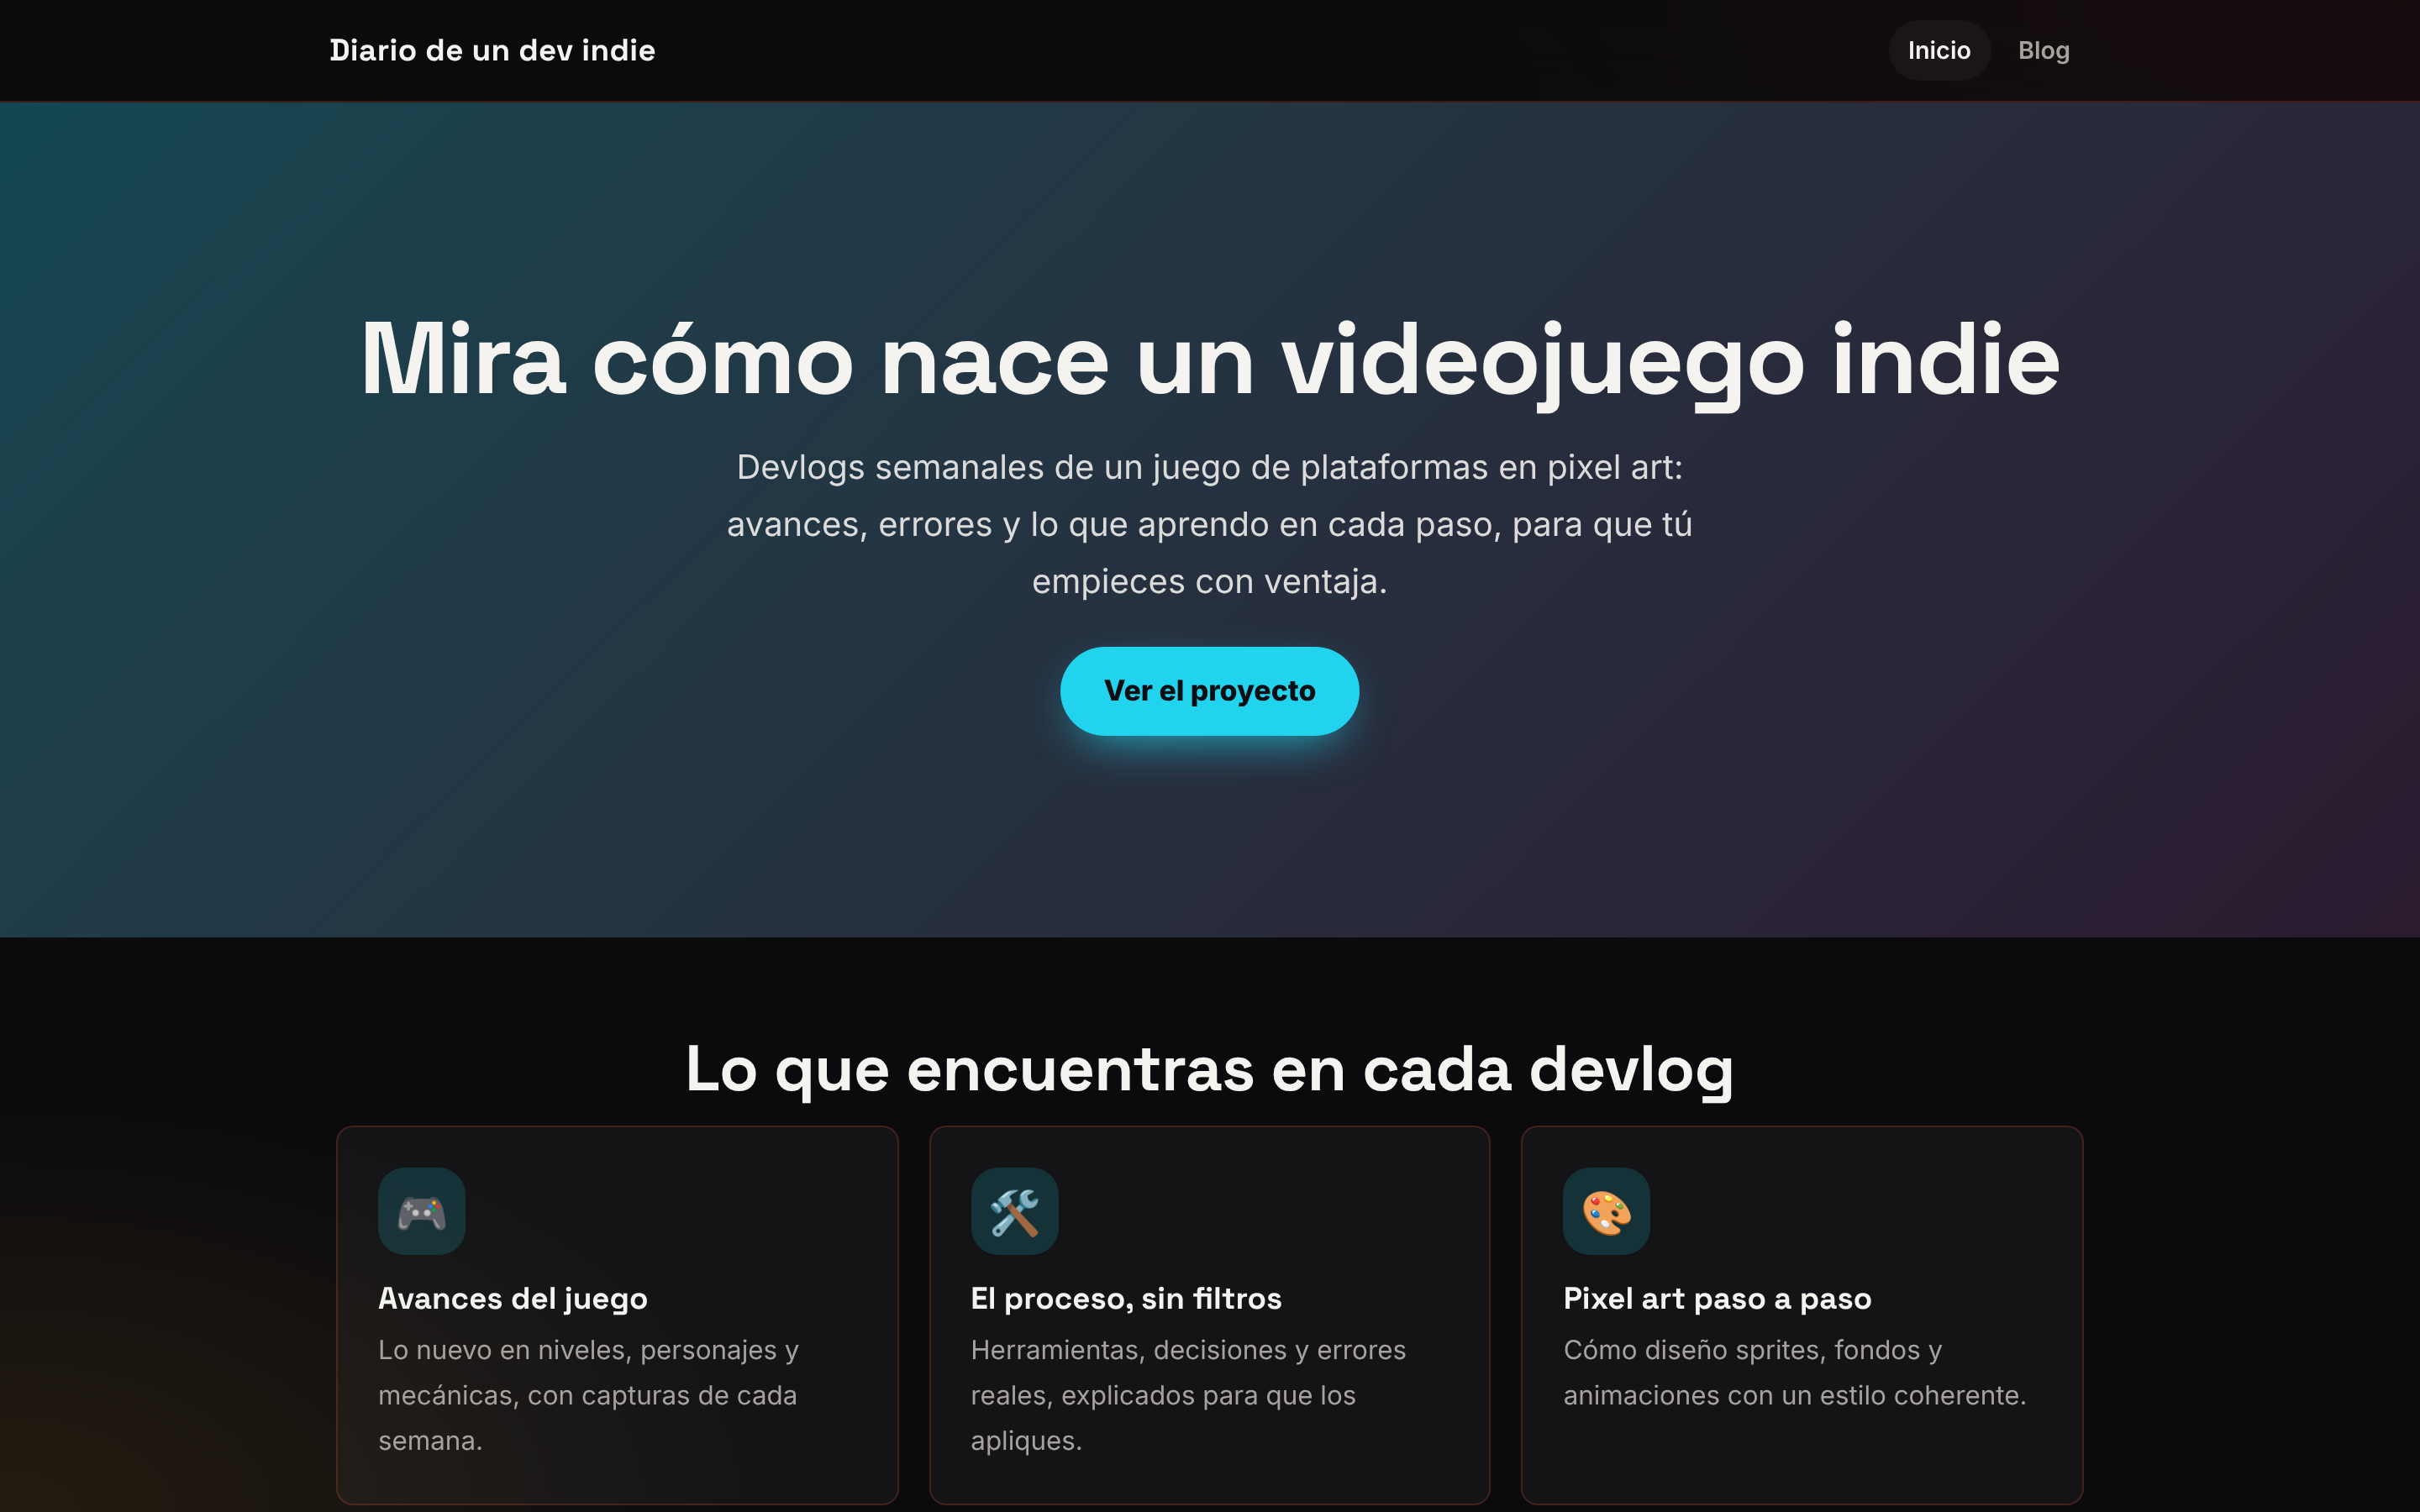 Diario de un dev indie
Inicio
Blog
Mira cómo nace un videojuego indie
Devlogs semanales de un juego de plataformas en pixel art:
avances, errores y lo que aprendo en cada paso, para que tú
empieces con ventaja.
Ver el proyecto
Lo que encuentras en cada devlog
Avances del juego
Lo nuevo en niveles, personajes y
mecánicas, con capturas de cada
semana.
El proceso, sin filtros
Herramientas, decisiones y errores
reales, explicados para que los
apliques.
Pixel art paso a paso
Cómo diseño sprites, fondos y
animaciones con un estilo coherente.